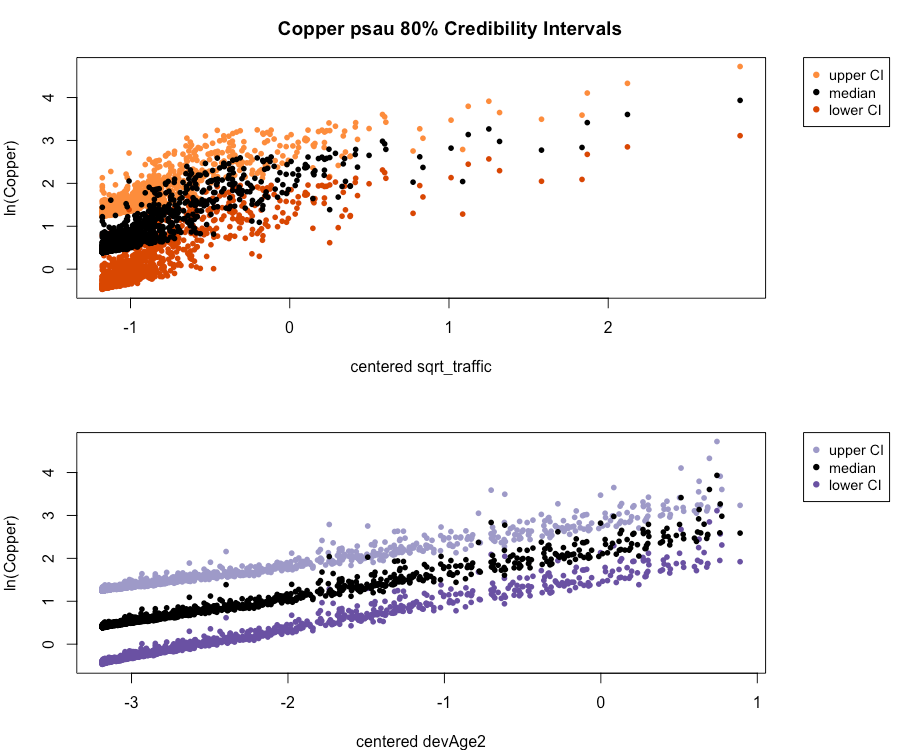 Copper psau 80% Credibility Intervals
ln(Copper)
4
3
2
1
0
-1
0
1
2
centered sqrt_traffic
upper CI
median
lower CI
ln(Copper)
4
3
2
1
0
-3
-2
-1
0
1
centered devAge2
upper CI
median
lower CI